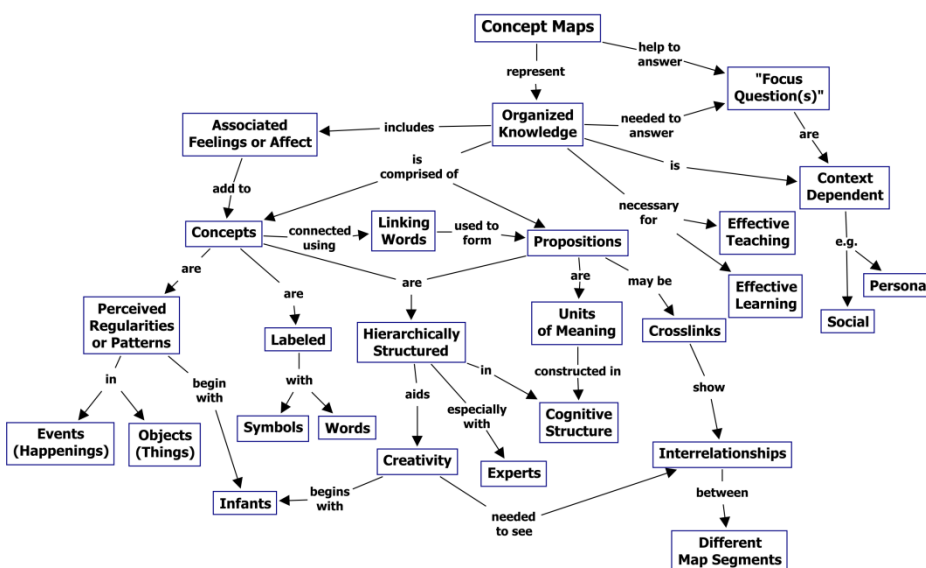 Concept Maps
help to
answer
represent
"Focus
Question(s)"
Organized
Knowledge
needed to
answer
Associated
Feelings or Affect
includes
are
is
comprised of
is
Context
Dependent
add to
necessary
for
Effective
Teaching
Concepts
connected
using
Linking
Words
used to
form
Propositions
e.g.
are
are
are
are
may be
Effective
Learning
Persona
Social
Perceived
Regularities
or Patterns
Labeled
Hierarchically
Structured
Units
of Meaning
Crosslinks
in
begin
with
with
aids
in
constructed in
show
especially
with
Events
(Happenings)
Objects
(Things)
Symbols
Words
Cognitive
Structure
Creativity
Experts
Interrelationships
Infants
begins
with
needed
to see
between
Different
Map Segments